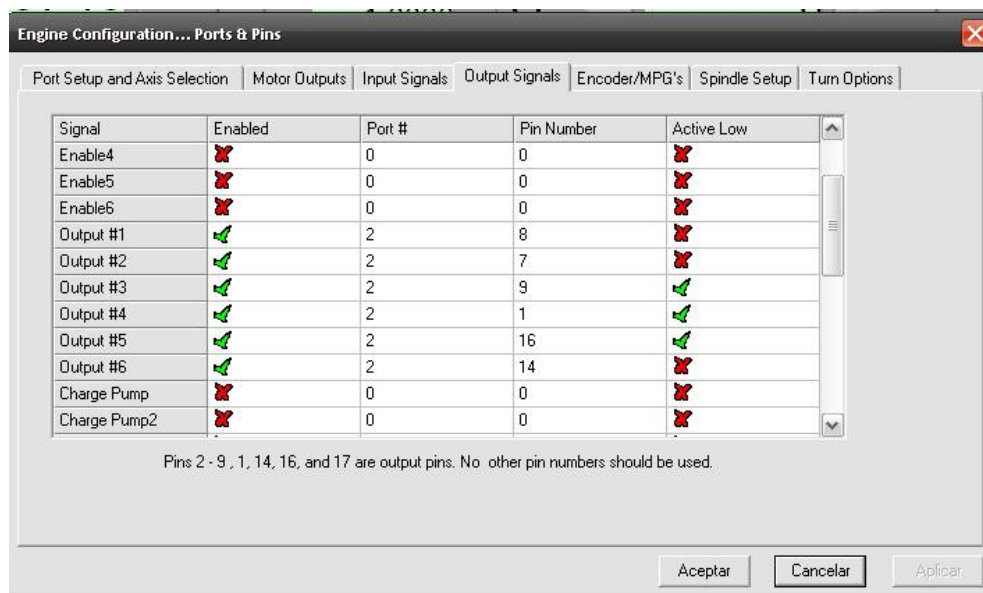 Engine Configuration... Ports & Pins
Port Setup and Axis Selection Motor Outputs Input Signals Output Signals Encoder/MPG's Spindle Setup Turn Options
Signal Enabled Port # Pin Number Active Low
Enable4 0 0
Enable5 0 0
Enable6 0 0
Output #1 2 8
Output #2 2 7
Output #3 2 9
Output #4 2 1
Output #5 2 16
Output #6 2 14
Charge Pump 0 0
Charge Pump2 0 0
Pins 2 - 9 , 1, 14, 16, and 17 are output pins. No other pin numbers should be used.
Aceptar Cancelar Aplicar